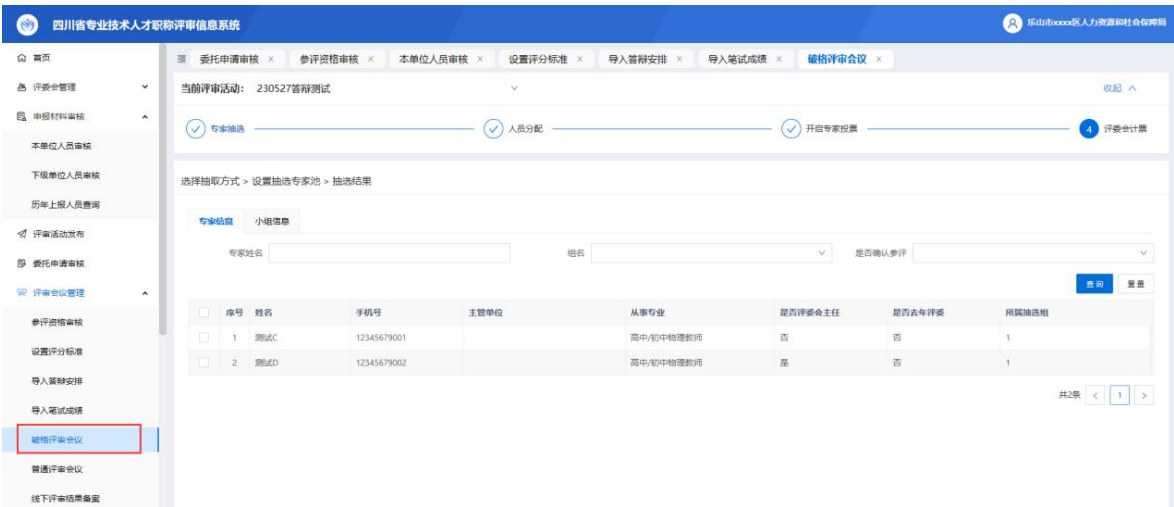 四川省专业技术人才职称评审信息系统
乐山市xxxx区人力资源和社会保障局
首页
评委会管理
申报材料审核
本单位人员审核
下级单位人员审核
历年上报人员查询
评审活动发布
委托申请审核
评审会议管理
参评资格审核
设置评分标准
导入答辩安排
导入笔试成绩
破格评审会议
普通评审会议
线下评审结果备案
委托申请审核 × 参评资格审核 × 本单位人员审核 × 设置评分标准 × 导入答辩安排 × 导入笔试成绩 × 破格评审会议 ×
当前评审活动: 230527答辩测试 收起
专家抽选 人员分配 开启专家投票 4 评委会计票
选择抽取方式 > 设置抽选专家池 > 抽选结果
专家信息 小组信息
专家姓名 组名 是否确认参评
查询 重置
序号 姓名 手机号 主管单位 从事专业 是否评委会主任 是否去年评委 所属抽选组
1 测试C 12345679001 高中/初中物理教师 否 否 1
2 测试D 12345679002 高中/初中物理教师 是 否 1
共2条 < 1 >